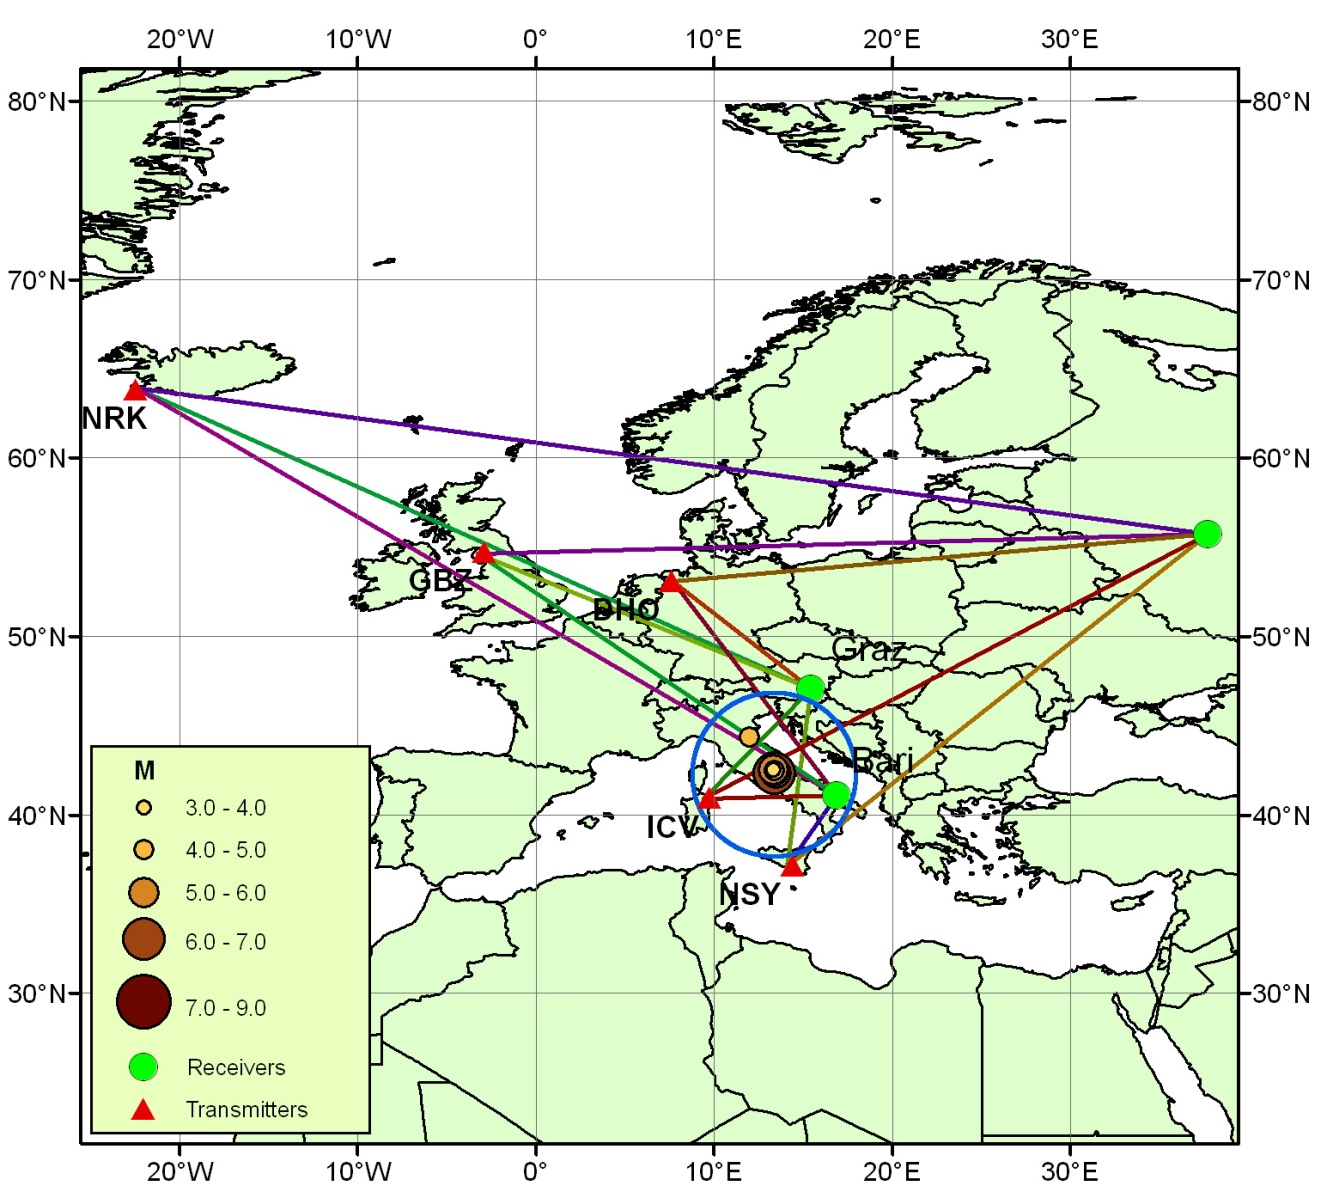 20°W 10°W 0° 10°E 20°E 30°E
80°N 80°N
70°N 70°N
NRK
60°N 60°N
GBZ
DHO
50°N 50°N
Graz
Bari
M
3.0 - 4.0
40°N 40°N
ICV
4.0 - 5.0
5.0 - 6.0
NSY
6.0 - 7.0
30°N 30°N
7.0 - 9.0
Receivers
Transmitters
20°W 10°W 0° 10°E 20°E 30°E